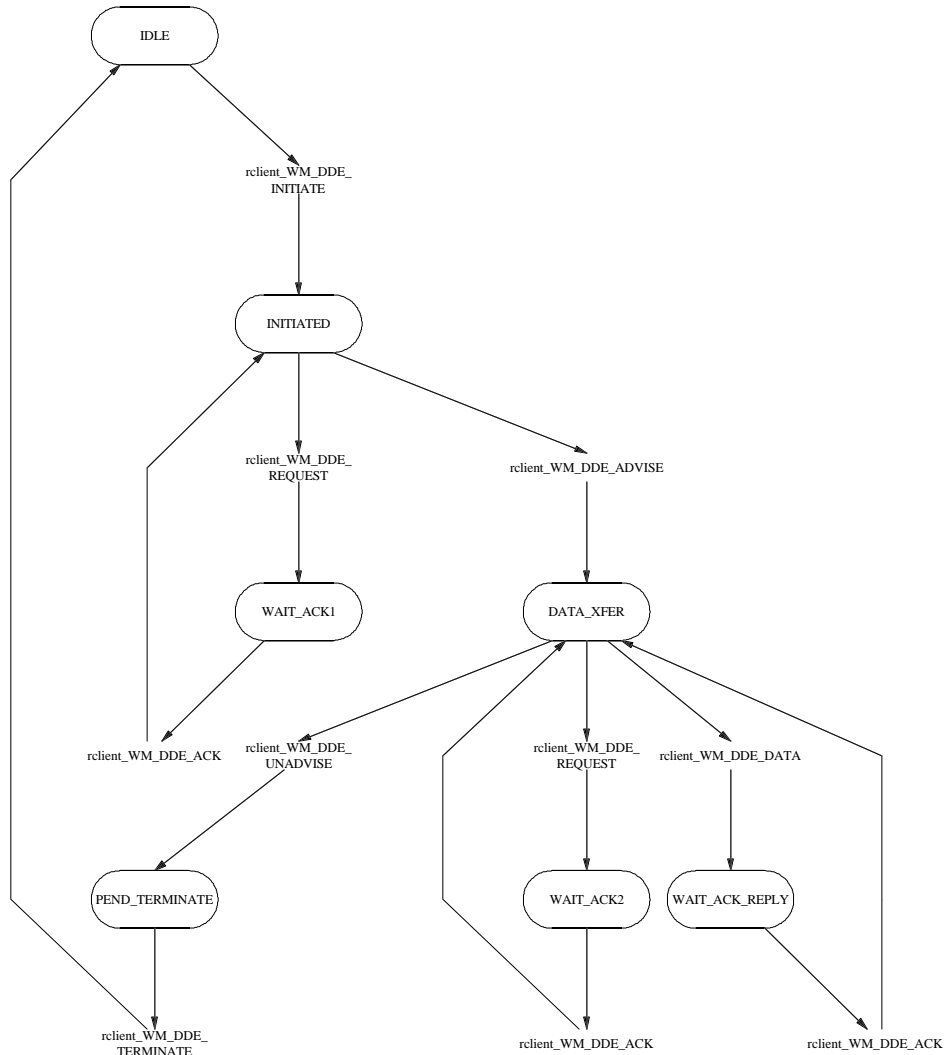 IDLE
rclient_WM_DDE_
INITIATE
INITIATED
rclient_WM_DDE_
REQUEST
rclient_WM_DDE_ADVISE
WAIT_ACK1
DATA_XFER
rclient_WM_DDE_ACK
rclient_WM_DDE_
UNADVISE
rclient_WM_DDE_
REQUEST
rclient_WM_DDE_DATA
PEND_TERMINATE
WAIT_ACK2
WAIT_ACK_REPLY
rclient_WM_DDE_
TERMINATE
rclient_WM_DDE_ACK
rclient_WM_DDE_ACK